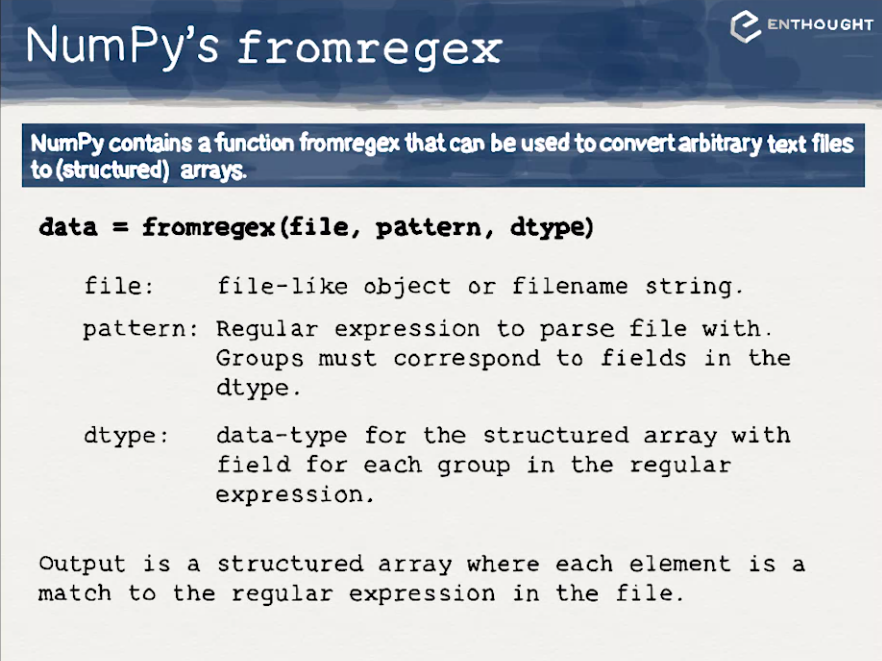 NumPy's fromregex
ENTHOUGHT
NumPy contains a function fromregex that can be used to convert arbitrary text files
to (structured) arrays.
data = fromregex(file, pattern, dtype)
file: file-like object or filename string.
pattern: Regular expression to parse file with.
Groups must correspond to fields in the
dtype.
dtype: data-type for the structured array with
field for each group in the regular
expression.
Output is a structured array where each element is a
match to the regular expression in the file.